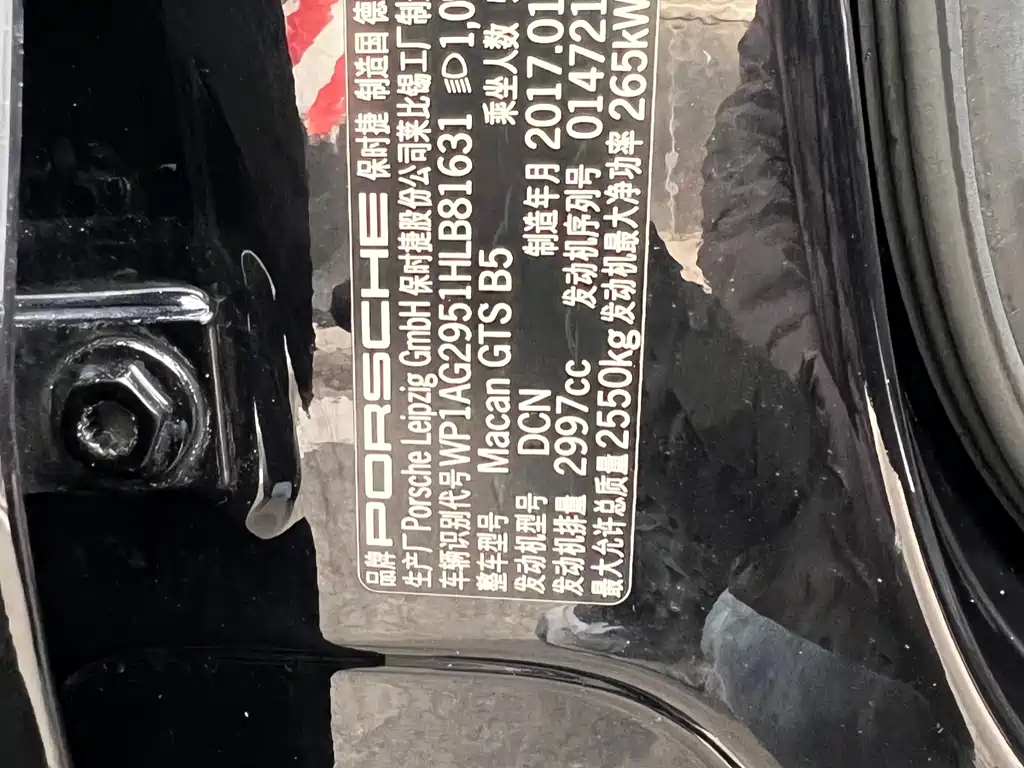 品牌 PORSCHE 保时捷 制造国 德
生产厂 Porsche Leipzig GmbH 保时捷股份公司莱比锡工厂制
车辆识别代号 WP1AG2951HLB81631 1,0
整车型号 Macan GTS B5 乘坐人数
发动机型号 DCN 制造年月 2017.01
发动机排量 2997cc 发动机序列号 014721
最大允许总质量 2550kg 发动机最大净功率 265kW